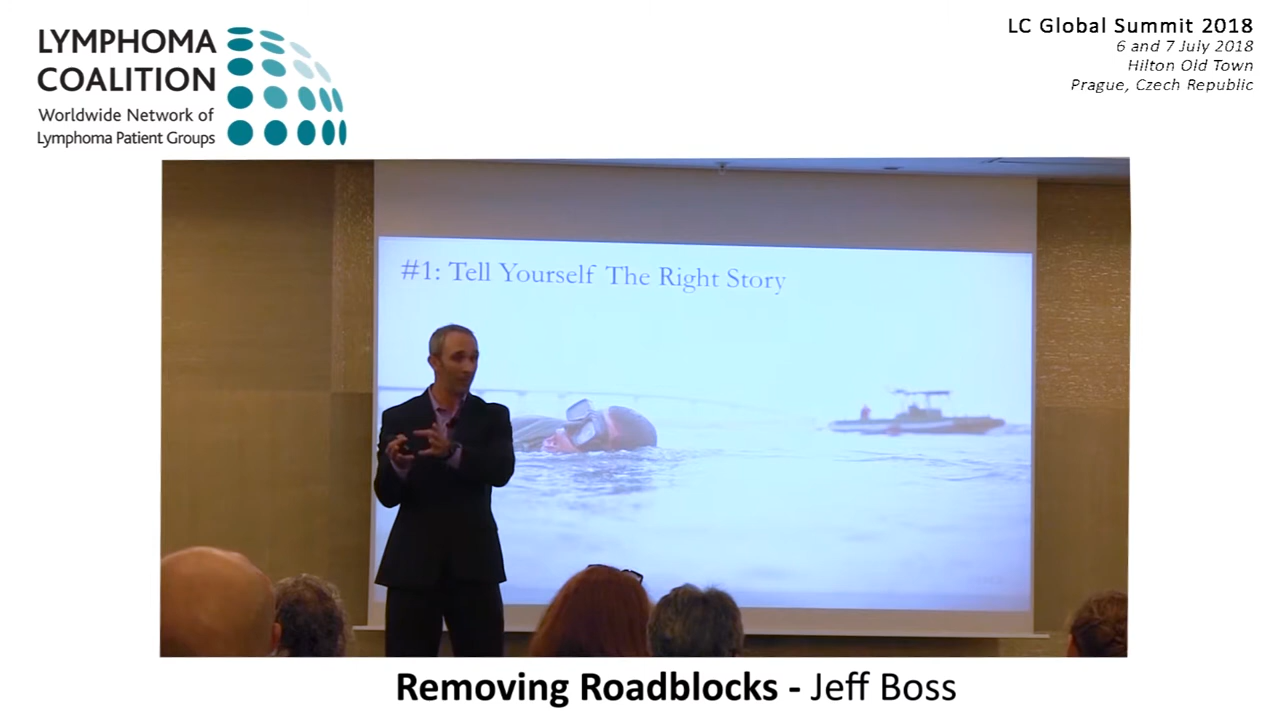 LYMPHOMA
COALITION
Worldwide Network of
Lymphoma Patient Groups
LC Global Summit 2018
6 and 7 July 2018
Hilton Old Town
Prague, Czech Republic
#1: Tell Yourself The Right Story
Removing Roadblocks - Jeff Boss